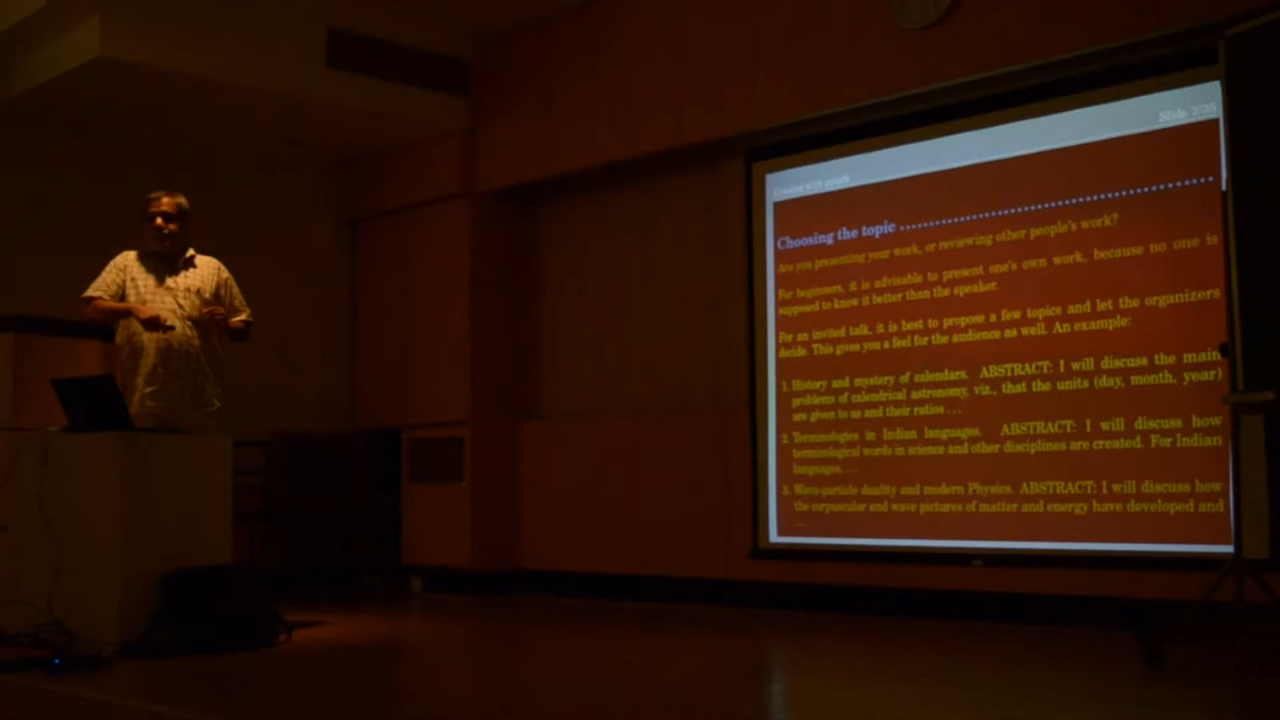 Slide 7/35
Created with ppower4
Choosing the topic
Are you presenting your work, or reviewing other people's work?
For beginners, it is advisable to present one's own work, because no one is
supposed to know it better than the speaker.
For an invited talk, it is best to propose a few topics and let the organizers
decide. This gives you a feel for the audience as well. An example:
1. History and mystery of calendars. ABSTRACT: I will discuss the main
problems of calendrical astronomy, viz., that the units (day, month, year)
are given to us and their ratios ...
2. Terminologies in Indian languages. ABSTRACT: I will discuss how
terminological words in science and other disciplines are created. For Indian
languages, ...
3. Wave-particle duality and modern Physics. ABSTRACT: I will discuss how
the corpuscular and wave pictures of matter and energy have developed and
...